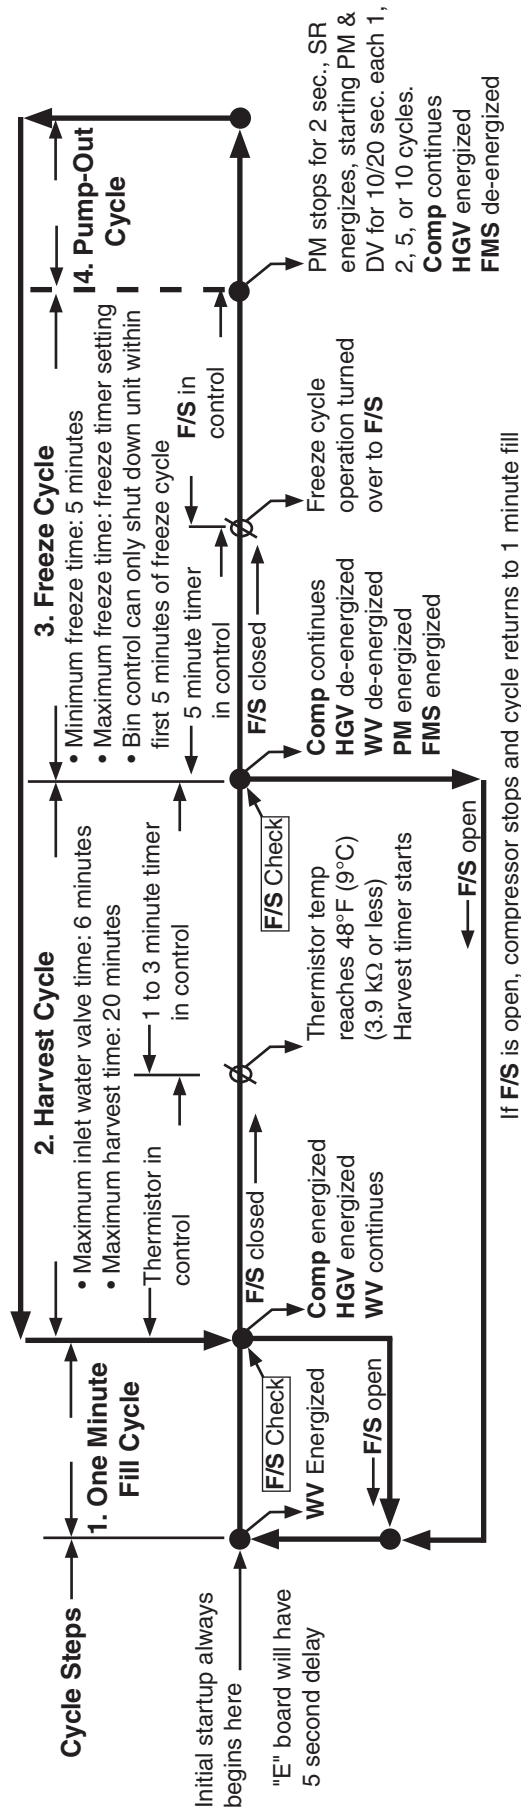 Cycle Steps
1. One Minute
Fill Cycle
2. Harvest Cycle
• Maximum inlet water valve time: 6 minutes
• Maximum harvest time: 20 minutes
Thermistor in
control
1 to 3 minute timer
in control
3. Freeze Cycle
• Minimum freeze time: 5 minutes
• Maximum freeze time: freeze timer setting
• Bin control can only shut down unit within
first 5 minutes of freeze cycle
5 minute timer
in control
F/S in
control
4. Pump-Out
Cycle
Initial startup always
begins here
"E" board will have
5 second delay
F/S Check
WV Energized
F/S open
F/S closed
Comp energized
HGV energized
WV continues
Thermistor temp
reaches 48°F (9°C)
(3.9 kΩ or less)
Harvest timer starts
F/S Check
F/S closed
Comp continues
HGV de-energized
WV de-energized
PM energized
FMS energized
Freeze cycle
operation turned
over to F/S
PM stops for 2 sec., SR
energizes, starting PM &
DV for 10/20 sec. each 1,
2, 5, or 10 cycles.
Comp continues
HGV energized
FMS de-energized
F/S open
If F/S is open, compressor stops and cycle returns to 1 minute fill